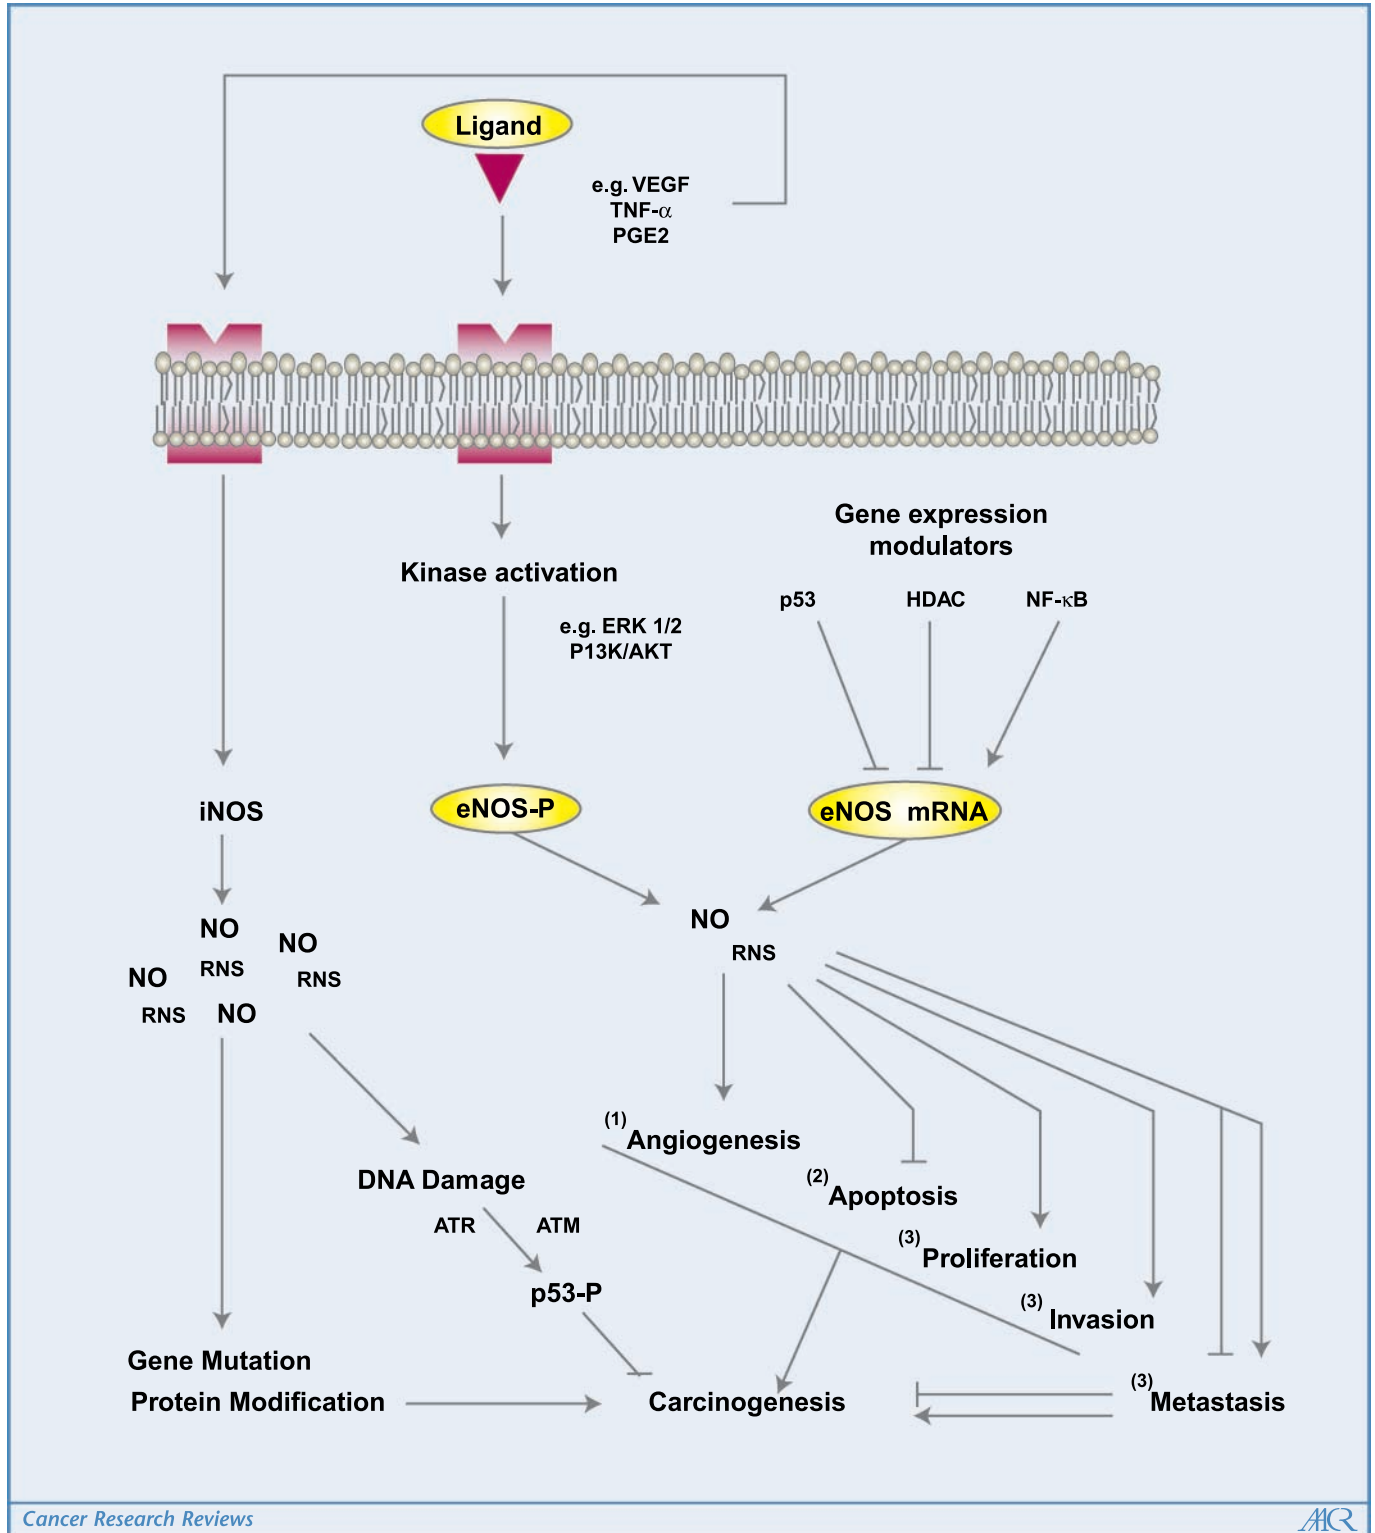 Ligand
e.g. VEGF
TNF-α
PGE2
Gene expression
modulators
Kinase activation
p53 HDAC NF-κB
e.g. ERK 1/2
P13K/AKT
iNOS eNOS-P eNOS mRNA
NO
RNS
NO
RNS
NO
RNS
NO
NO
RNS
(1) Angiogenesis
(2) Apoptosis
DNA Damage
ATR ATM
(3) Proliferation
p53-P
(3) Invasion
Gene Mutation
Protein Modification
Carcinogenesis
(3) Metastasis
Cancer Research Reviews
AACR